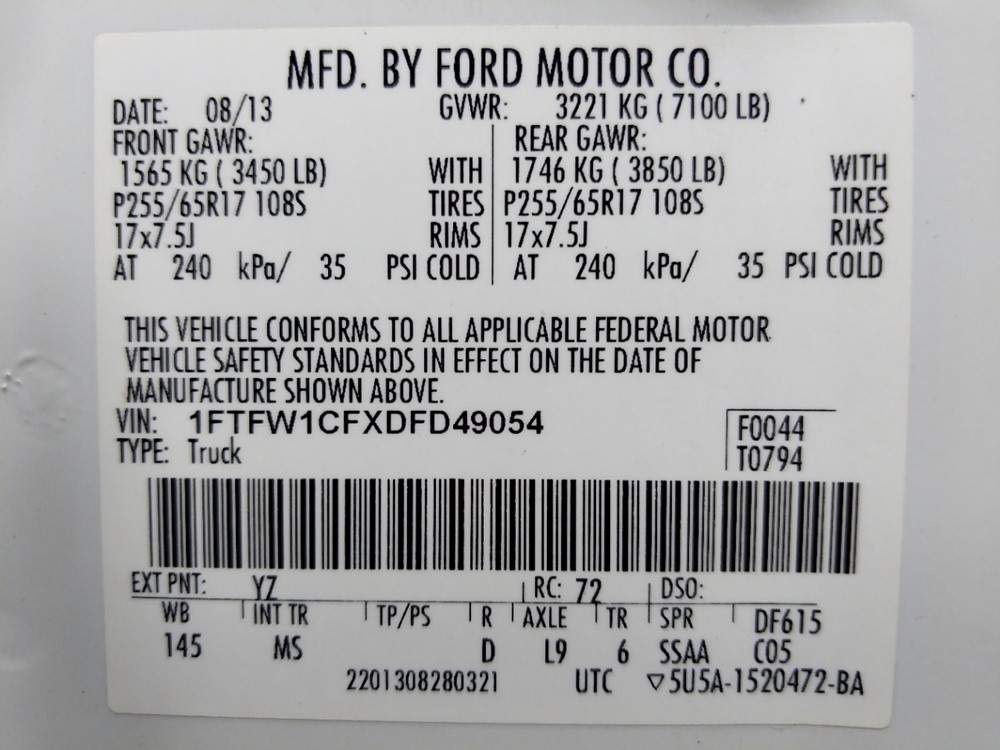 MFD. BY FORD MOTOR CO.
DATE: 08/13 GVWR: 3221 KG ( 7100 LB)
FRONT GAWR: REAR GAWR:
1565 KG ( 3450 LB) WITH 1746 KG ( 3850 LB) WITH
P255/65R17 108S TIRES P255/65R17 108S TIRES
17x7.5J RIMS 17x7.5J RIMS
AT 240 kPa/ 35 PSI COLD AT 240 kPa/ 35 PSI COLD
THIS VEHICLE CONFORMS TO ALL APPLICABLE FEDERAL MOTOR
VEHICLE SAFETY STANDARDS IN EFFECT ON THE DATE OF
MANUFACTURE SHOWN ABOVE.
VIN: 1FTFW1CFXDFD49054 F0044
TYPE: Truck T0794
EXT PNT: YZ RC: 72 DSO:
WB INT TR TP/PS R AXLE TR SPR DF615
145 MS D L9 6 SSAA C05
2201308280321 UTC ▽5U5A-1520472-BA